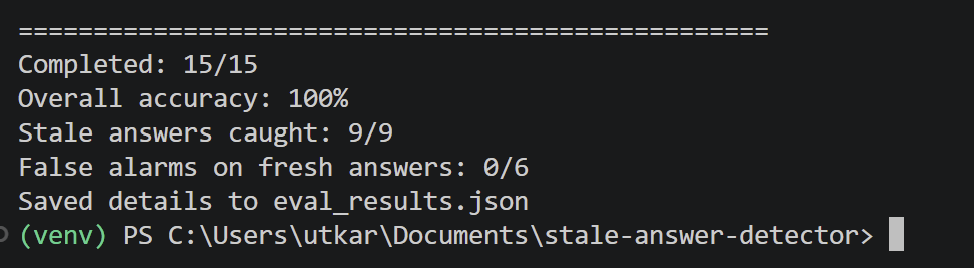 ==================================================
Completed: 15/15
Overall accuracy: 100%
Stale answers caught: 9/9
False alarms on fresh answers: 0/6
Saved details to eval_results.json
(venv) PS C:\Users\utkar\Documents\stale-answer-detector>